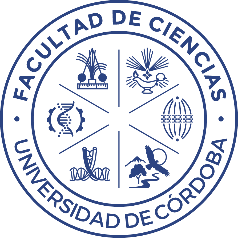 • FACULTAD DE CIENCIAS •
UNIVERSIDAD DE CÓRDOBA